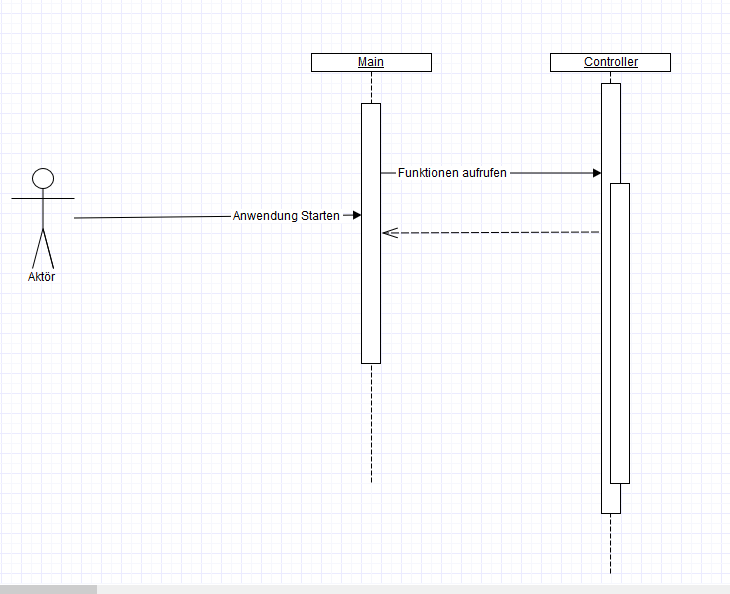 Main
Controller
Funktionen aufrufen
Anwendung Starten
Aktör